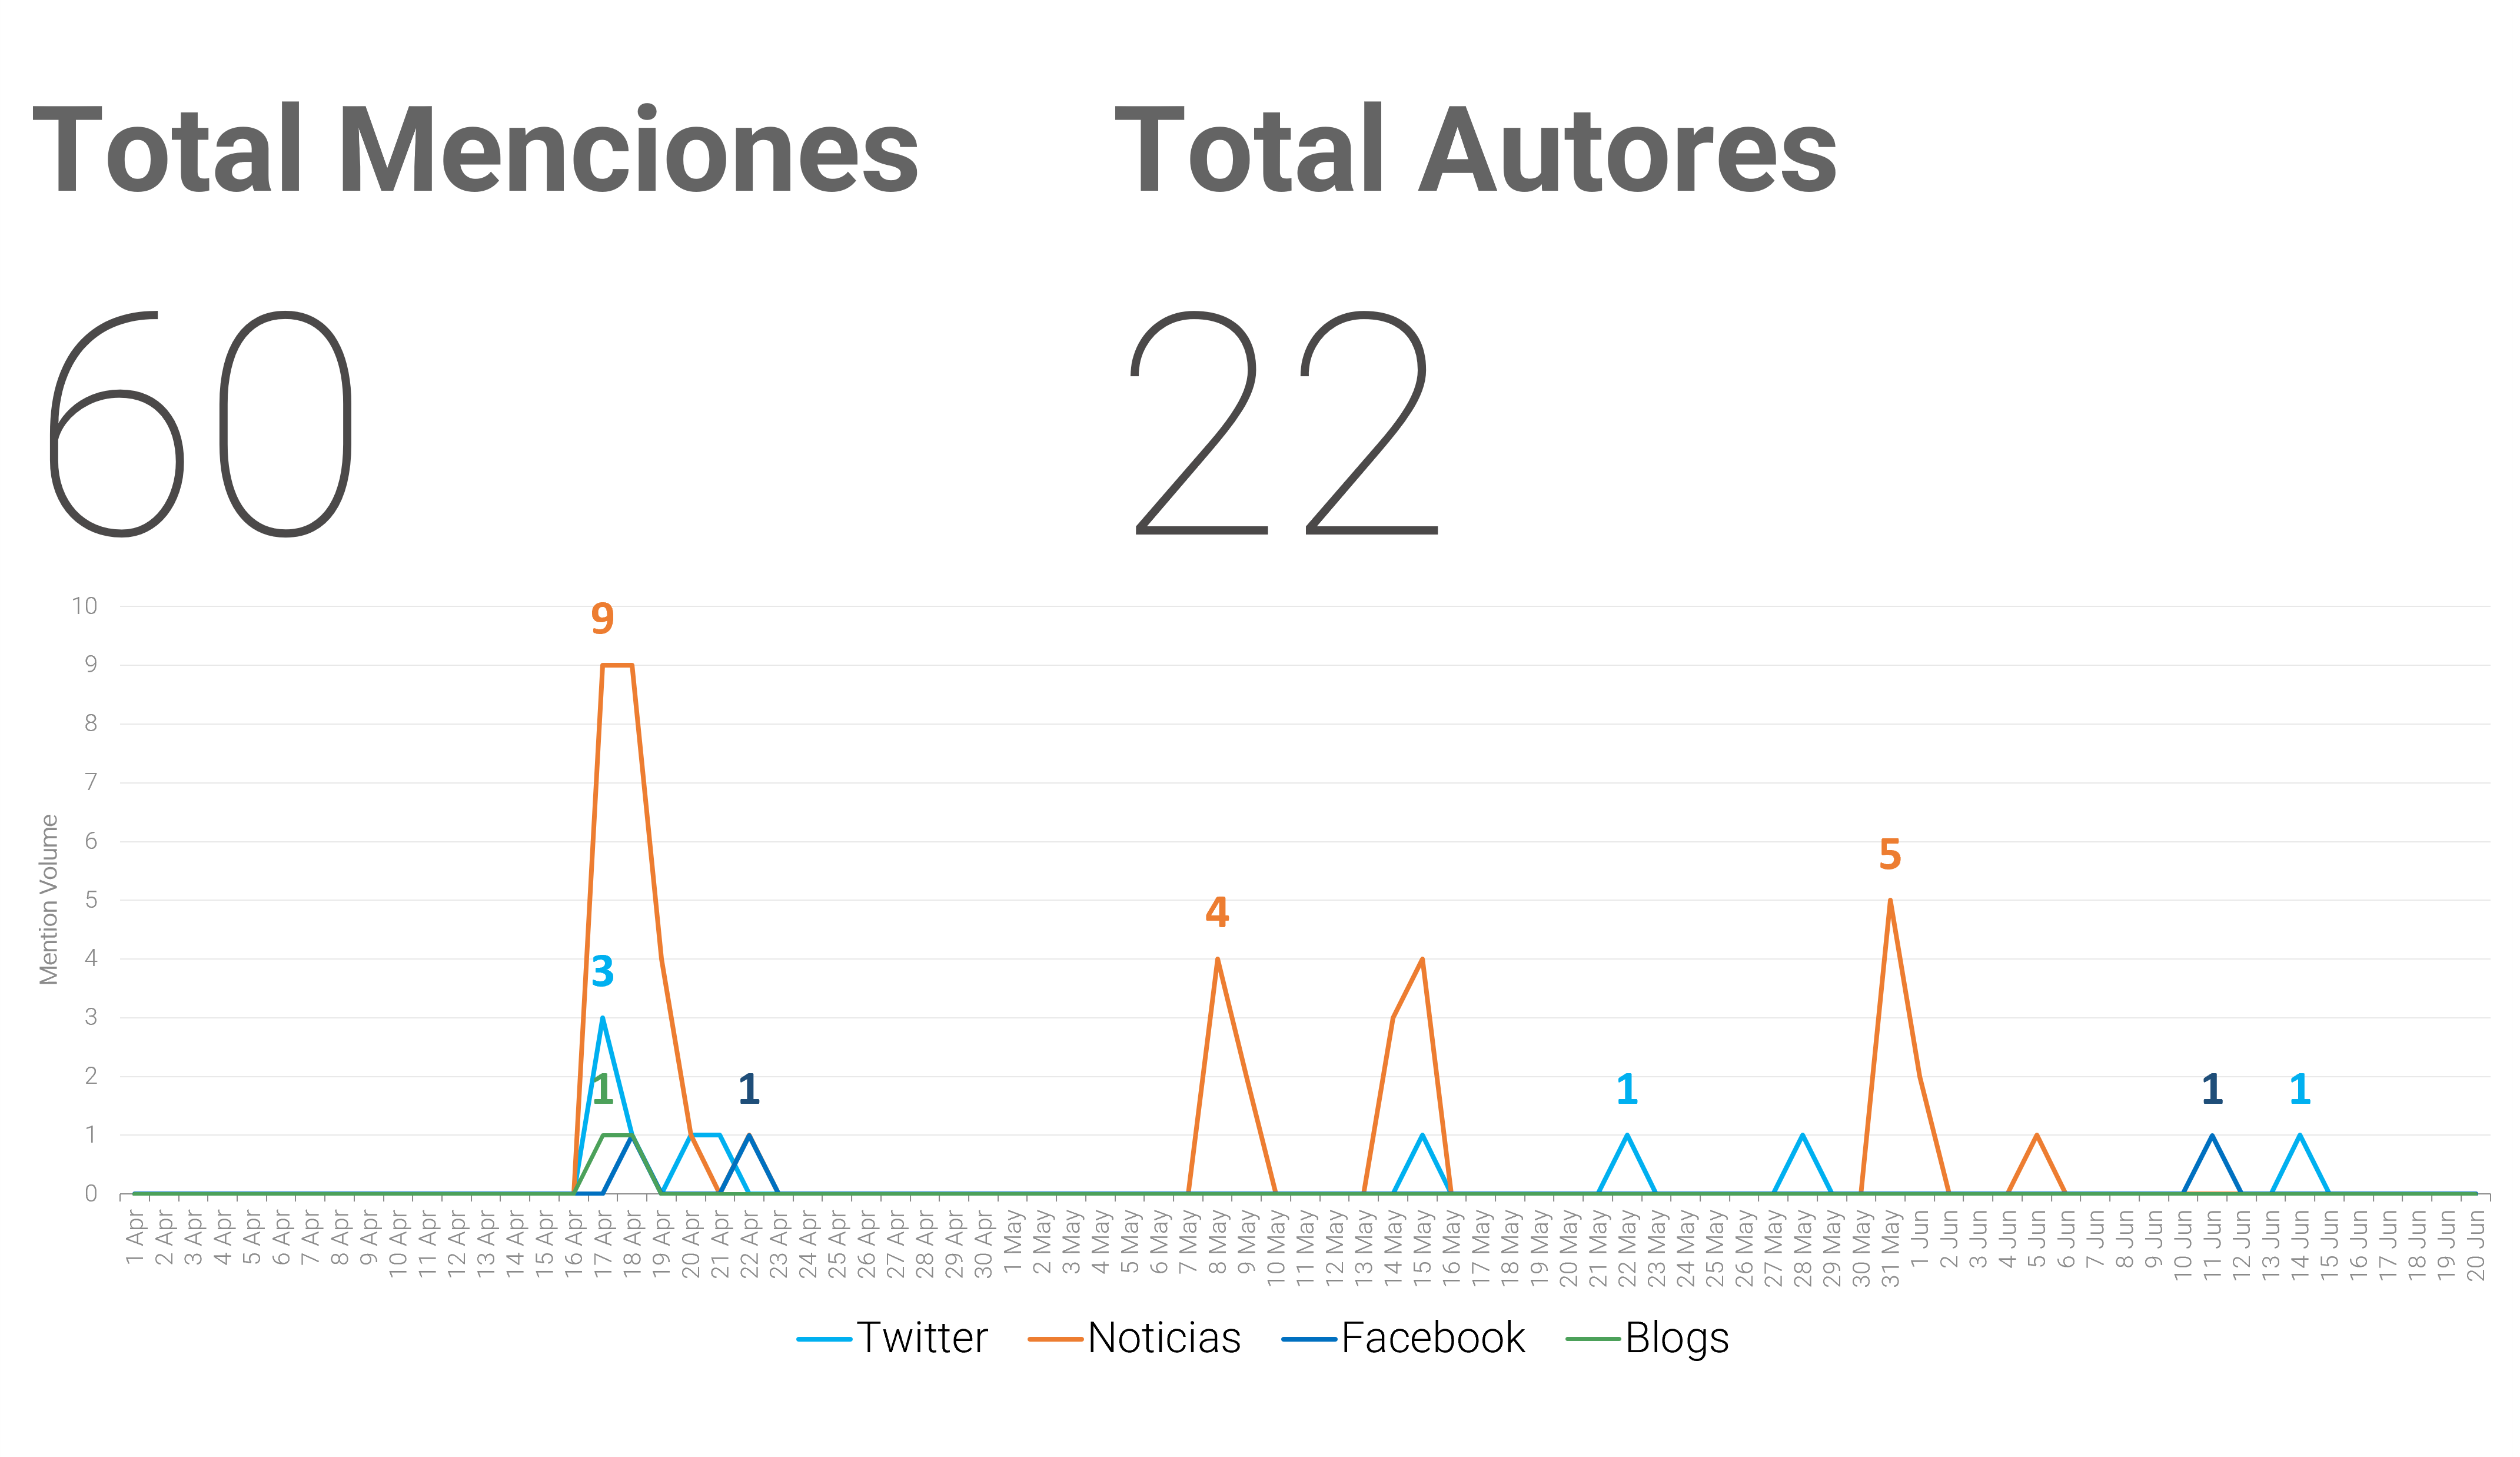 Total Menciones
Total Autores
60
22
10
9
8
7
6
5
4
3
2
1
0
Mention Volume
9
3
1
1
4
1
5
1
1
1 Apr
2 Apr
3 Apr
4 Apr
5 Apr
6 Apr
7 Apr
8 Apr
9 Apr
10 Apr
11 Apr
12 Apr
13 Apr
14 Apr
15 Apr
16 Apr
17 Apr
18 Apr
19 Apr
20 Apr
21 Apr
22 Apr
23 Apr
24 Apr
25 Apr
26 Apr
27 Apr
28 Apr
29 Apr
30 Apr
1 May
2 May
3 May
4 May
5 May
6 May
7 May
8 May
9 May
10 May
11 May
12 May
13 May
14 May
15 May
16 May
17 May
18 May
19 May
20 May
21 May
22 May
23 May
24 May
25 May
26 May
27 May
28 May
29 May
30 May
31 May
1 Jun
2 Jun
3 Jun
4 Jun
5 Jun
6 Jun
7 Jun
8 Jun
9 Jun
10 Jun
11 Jun
12 Jun
13 Jun
14 Jun
15 Jun
16 Jun
17 Jun
18 Jun
19 Jun
20 Jun
Twitter
Noticias
Facebook
Blogs